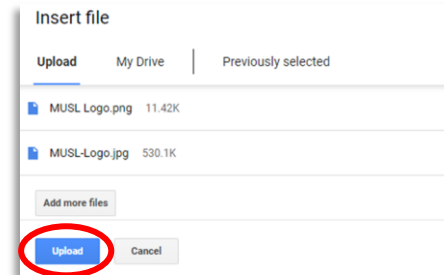 Insert file
Upload My Drive Previously selected
MUSL Logo.png 11.42K
MUSL-Logo.jpg 530.1K
Add more files
Upload Cancel